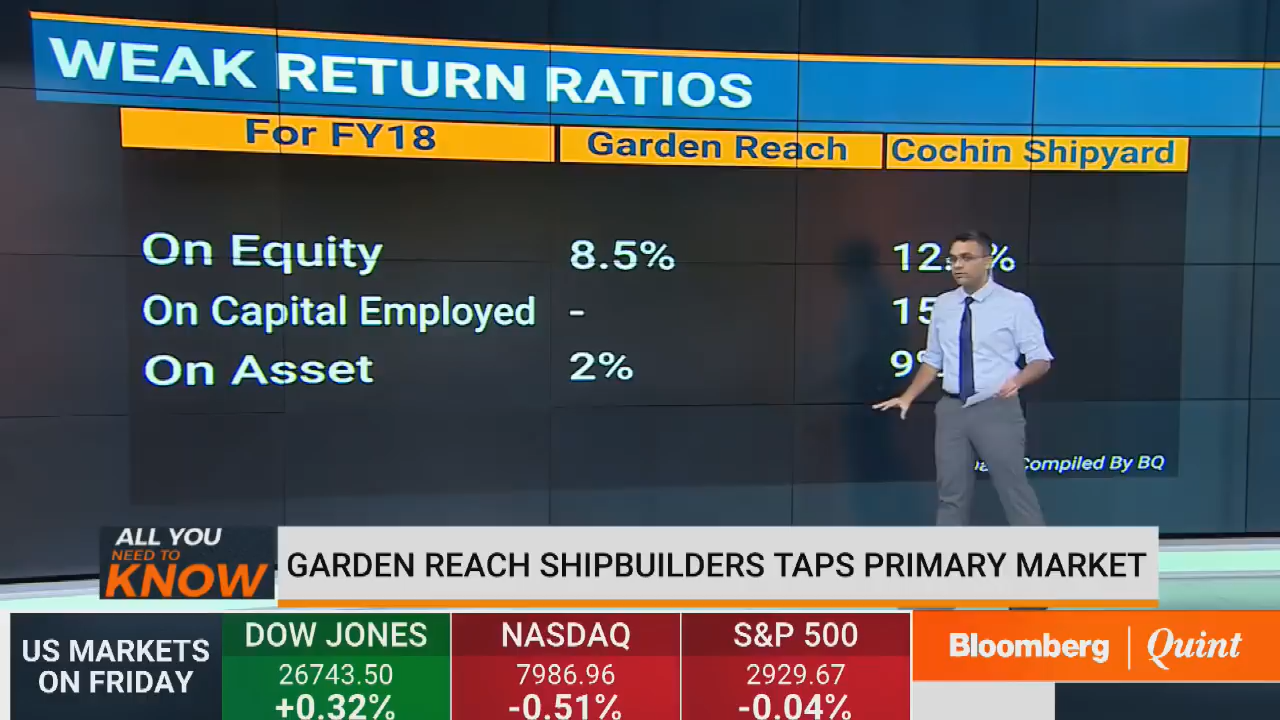 WEAK RETURN RATIOS
For FY18 Garden Reach Cochin Shipyard
On Equity 8.5%
On Capital Employed -
On Asset 2%
Compiled By BQ
ALL YOU
NEED TO
KNOW
GARDEN REACH SHIPBUILDERS TAPS PRIMARY MARKET
US MARKETS
ON FRIDAY
DOW JONES
26743.50
+0.32%
NASDAQ
7986.96
-0.51%
S&P 500
2929.67
-0.04%
Bloomberg | Quint